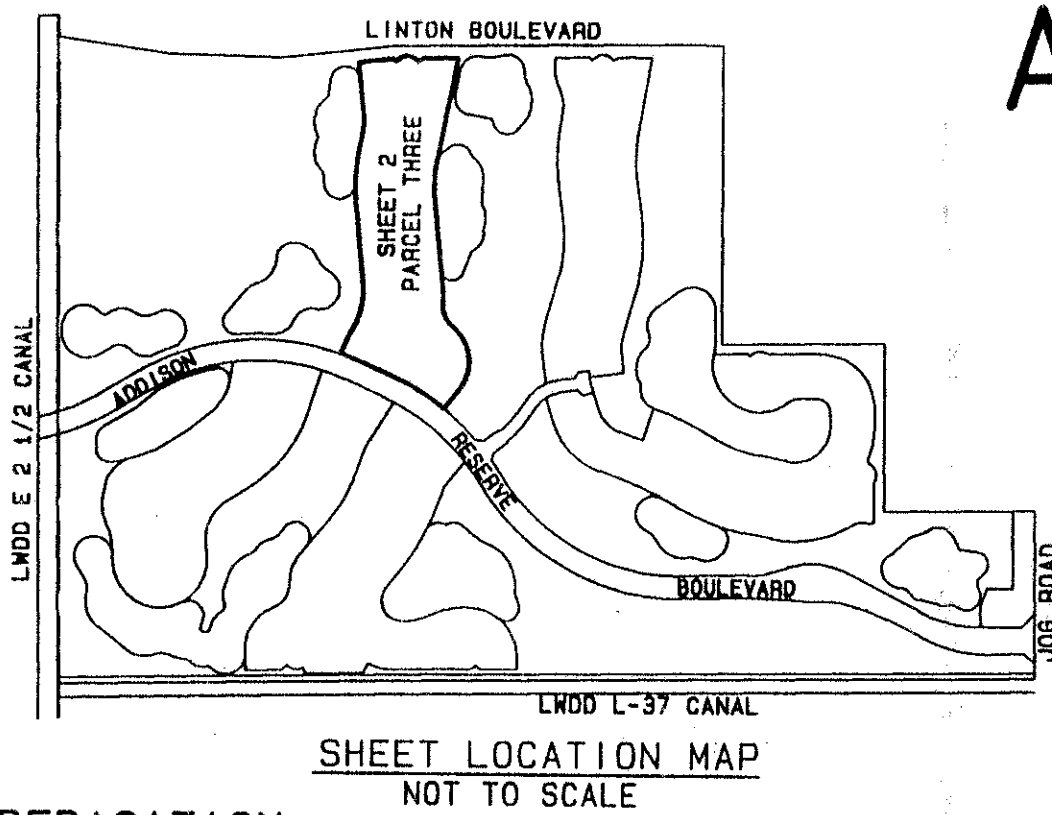 A
LINTON BOULEVARD
SHEET 2
PARCEL THREE
LWDD E 2 1/2 CANAL
ADDISON
RESERVE
BOULEVARD
JOG ROAD
LWDD L-37 CANAL
SHEET LOCATION MAP
NOT TO SCALE